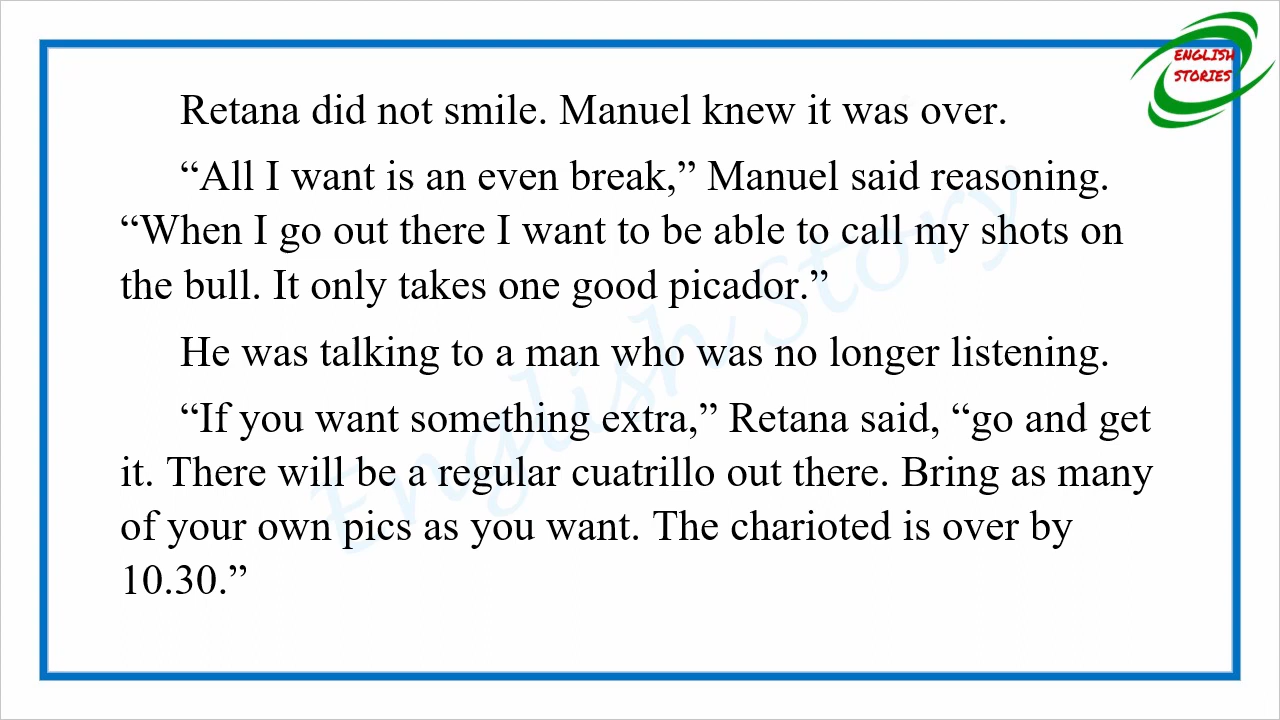 ENGLISH
STORIES
Retana did not smile. Manuel knew it was over.
“All I want is an even break,” Manuel said reasoning.
“When I go out there I want to be able to call my shots on
the bull. It only takes one good picador.”
He was talking to a man who was no longer listening.
“If you want something extra,” Retana said, “go and get
it. There will be a regular cuatrillo out there. Bring as many
of your own pics as you want. The charioted is over by
10.30.”
English Story